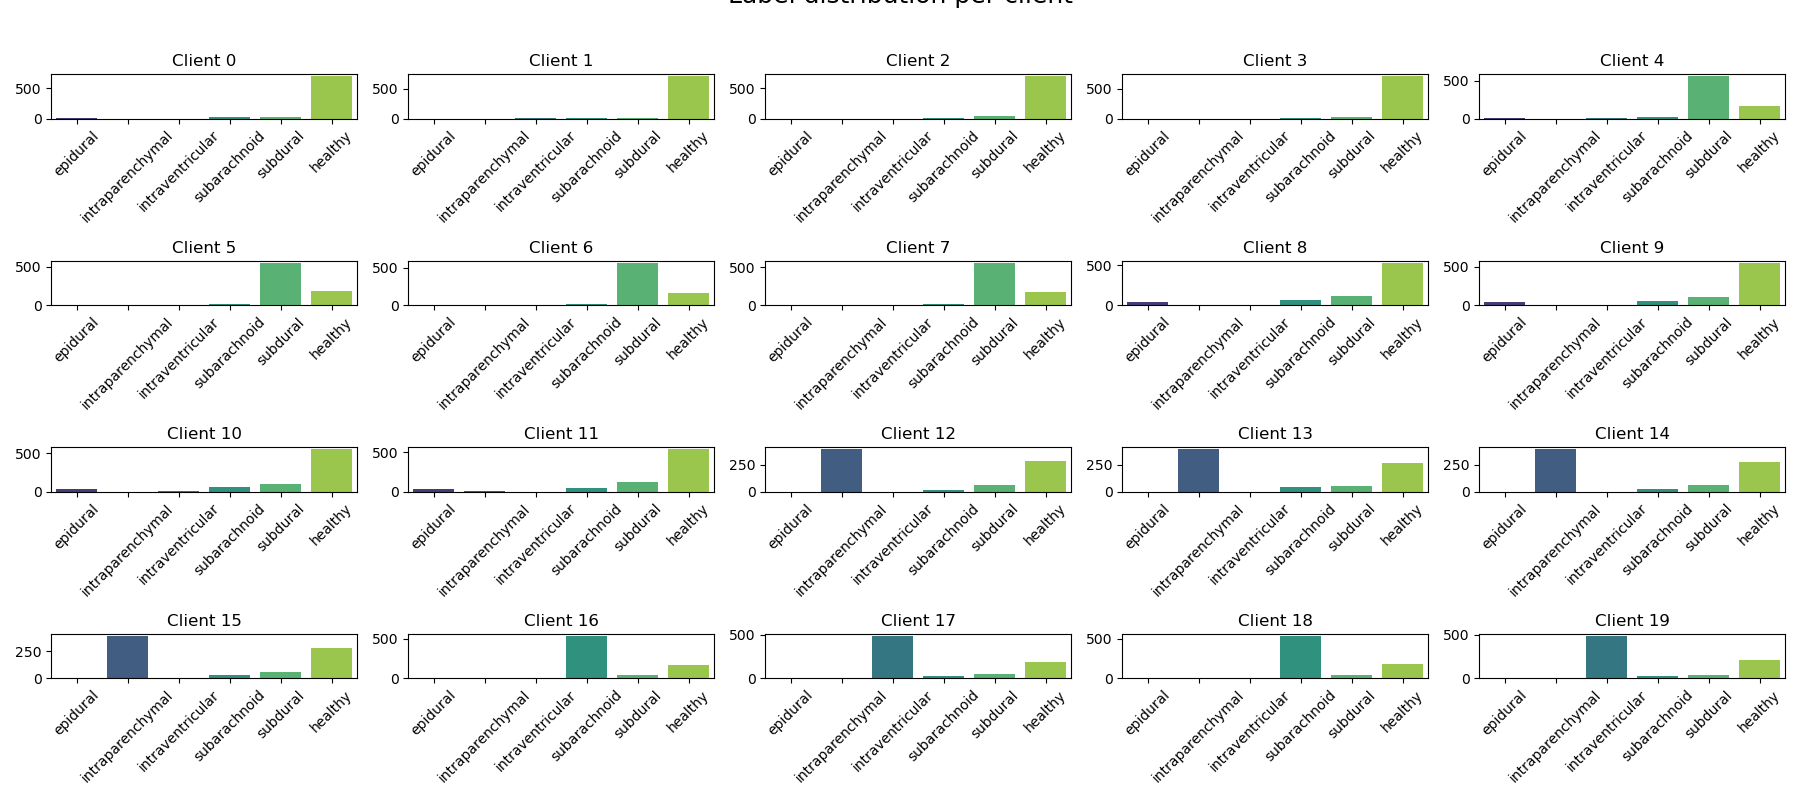 Label distribution per client
Client 0
Client 1
Client 2
Client 3
Client 4
500
0
500
0
500
0
500
0
500
0
epidural
intraparenchymal
intraventricular
subarachnoid
subdural
healthy
epidural
intraparenchymal
intraventricular
subarachnoid
subdural
healthy
epidural
intraparenchymal
intraventricular
subarachnoid
subdural
healthy
epidural
intraparenchymal
intraventricular
subarachnoid
subdural
healthy
epidural
intraparenchymal
intraventricular
subarachnoid
subdural
healthy
Client 5
Client 6
Client 7
Client 8
Client 9
500
0
500
0
500
0
500
0
500
0
epidural
intraparenchymal
intraventricular
subarachnoid
subdural
healthy
epidural
intraparenchymal
intraventricular
subarachnoid
subdural
healthy
epidural
intraparenchymal
intraventricular
subarachnoid
subdural
healthy
epidural
intraparenchymal
intraventricular
subarachnoid
subdural
healthy
epidural
intraparenchymal
intraventricular
subarachnoid
subdural
healthy
Client 10
Client 11
Client 12
Client 13
Client 14
500
0
500
0
250
0
250
0
250
0
epidural
intraparenchymal
intraventricular
subarachnoid
subdural
healthy
epidural
intraparenchymal
intraventricular
subarachnoid
subdural
healthy
epidural
intraparenchymal
intraventricular
subarachnoid
subdural
healthy
epidural
intraparenchymal
intraventricular
subarachnoid
subdural
healthy
epidural
intraparenchymal
intraventricular
subarachnoid
subdural
healthy
Client 15
Client 16
Client 17
Client 18
Client 19
250
0
500
0
500
0
500
0
500
0
epidural
intraparenchymal
intraventricular
subarachnoid
subdural
healthy
epidural
intraparenchymal
intraventricular
subarachnoid
subdural
healthy
epidural
intraparenchymal
intraventricular
subarachnoid
subdural
healthy
epidural
intraparenchymal
intraventricular
subarachnoid
subdural
healthy
epidural
intraparenchymal
intraventricular
subarachnoid
subdural
healthy